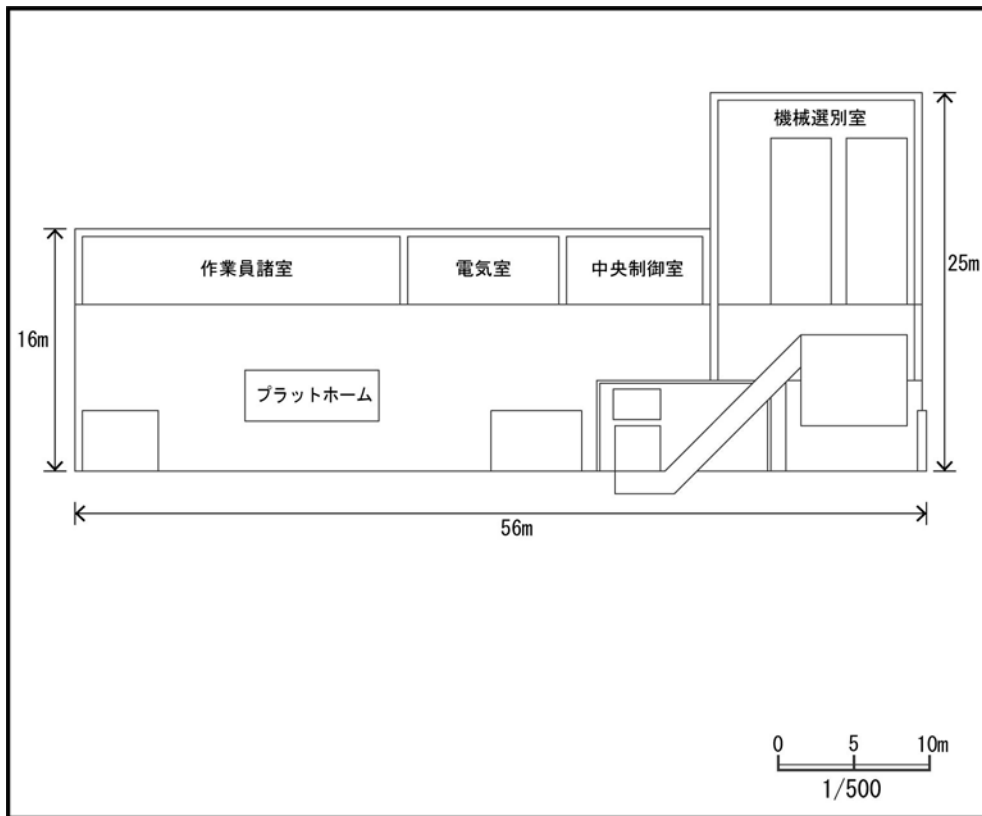 機械選別室
作業員諸室
電気室
中央制御室
25m
16m
プラットホーム
56m
0 5 10m
1/500